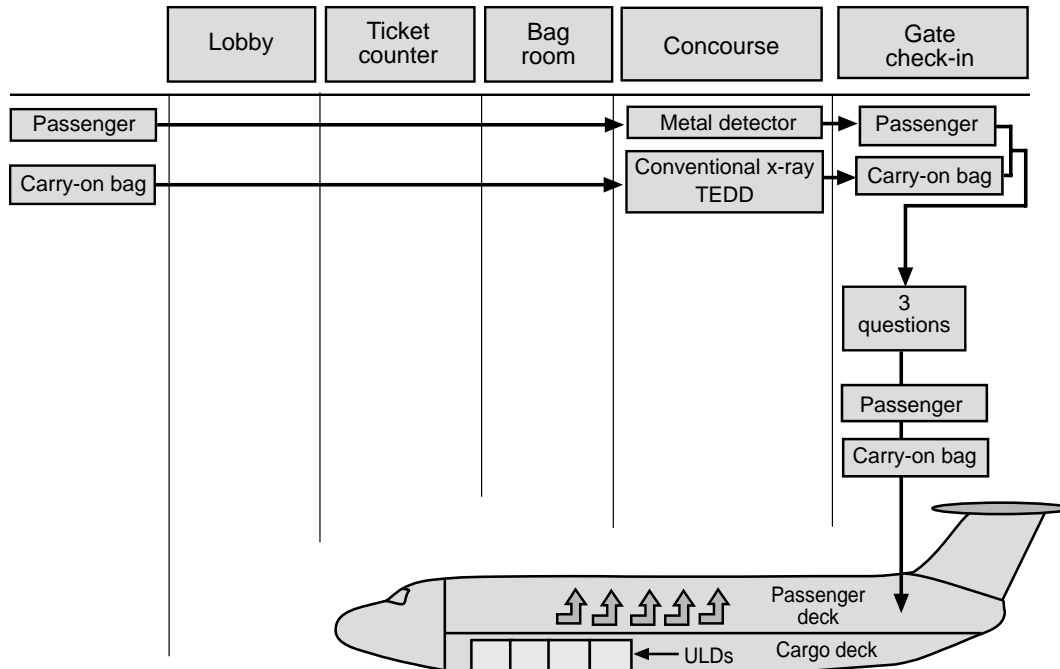 Lobby
Ticket
counter
Bag
room
Concourse
Gate
check-in
Passenger
Metal detector
Passenger
Carry-on bag
Conventional x-ray
TEDD
Carry-on bag
3
questions
Passenger
Carry-on bag
Passenger
deck
Cargo deck
ULDs